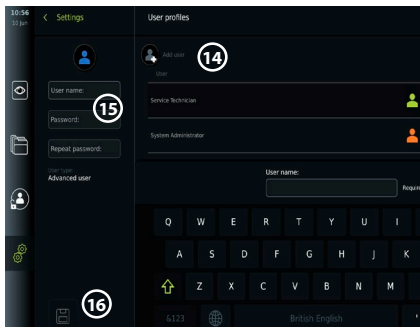 10:56
10 Jun
Settings
User profiles
Add user
14
User
User name:
15
Service Technician
Password:
System Administrator
Repeat password:
User type:
Advanced user
User name:
Require
Q W E R T Y U I
A S D F G H J K
Z X C V B N M
16
&123
British English